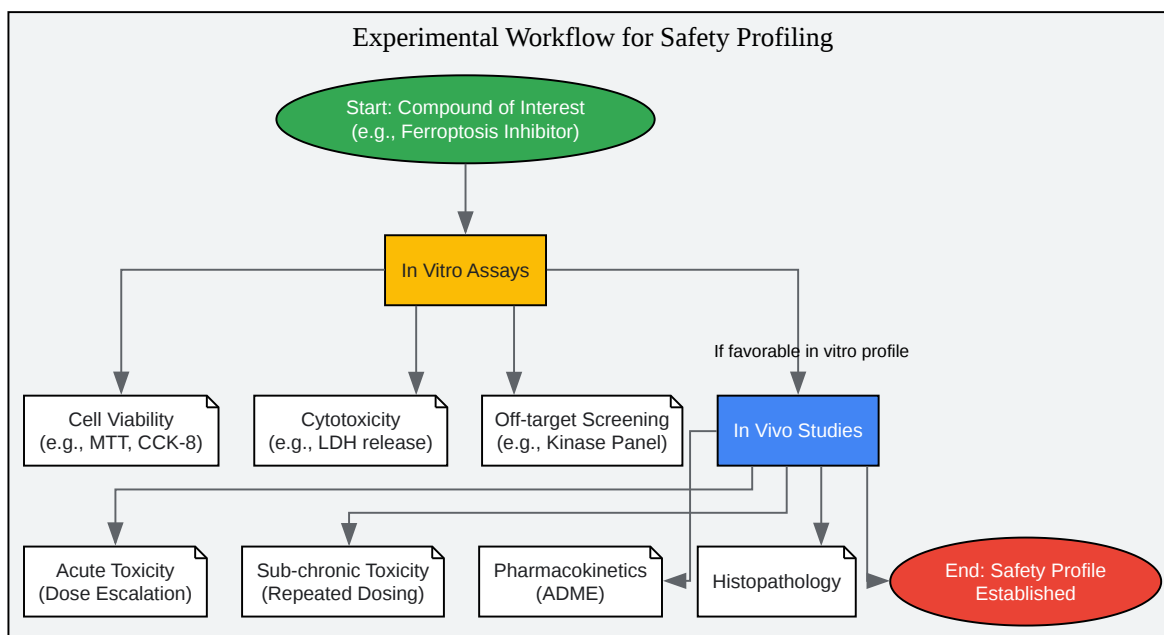 Experimental Workflow for Safety Profiling
Start: Compound of Interest
(e.g., Ferroptosis Inhibitor)
In Vitro Assays
If favorable in vitro profile
Cell Viability
(e.g., MTT, CCK-8)
Cytotoxicity
(e.g., LDH release)
Off-target Screening
(e.g., Kinase Panel)
In Vivo Studies
Acute Toxicity
(Dose Escalation)
Sub-chronic Toxicity
(Repeated Dosing)
Pharmacokinetics
(ADME)
Histopathology
End: Safety Profile
Established